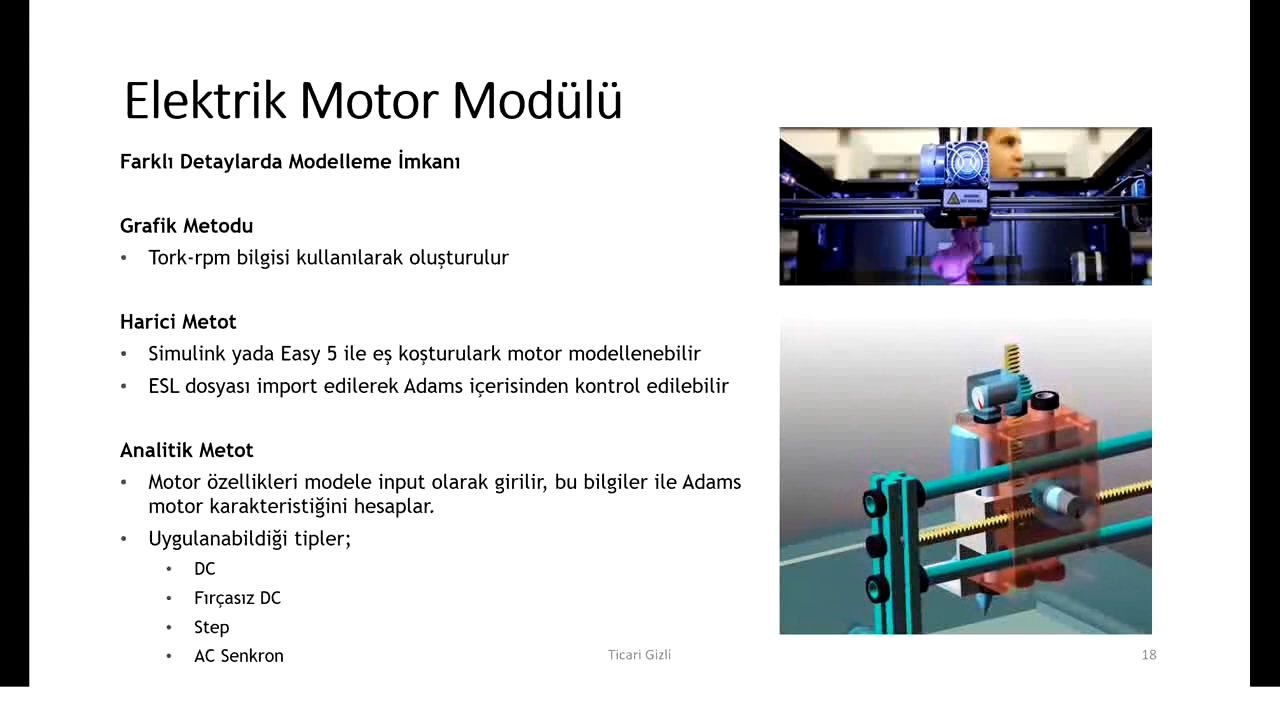 Elektrik Motor Modülü
Farklı Detaylarda Modelleme İmkanı
Grafik Metodu
• Tork-rpm bilgisi kullanılarak oluşturulur
Harici Metot
• Simulink yada Easy 5 ile eş koşturulark motor modellenebilir
• ESL dosyası import edilerek Adams içerisinden kontrol edilebilir
Analitik Metot
• Motor özellikleri modele input olarak girilir, bu bilgiler ile Adams
motor karakteristiğini hesaplar.
• Uygulanabildiği tipler;
• DC
• Fırçasız DC
• Step
• AC Senkron
Ticari Gizli
18